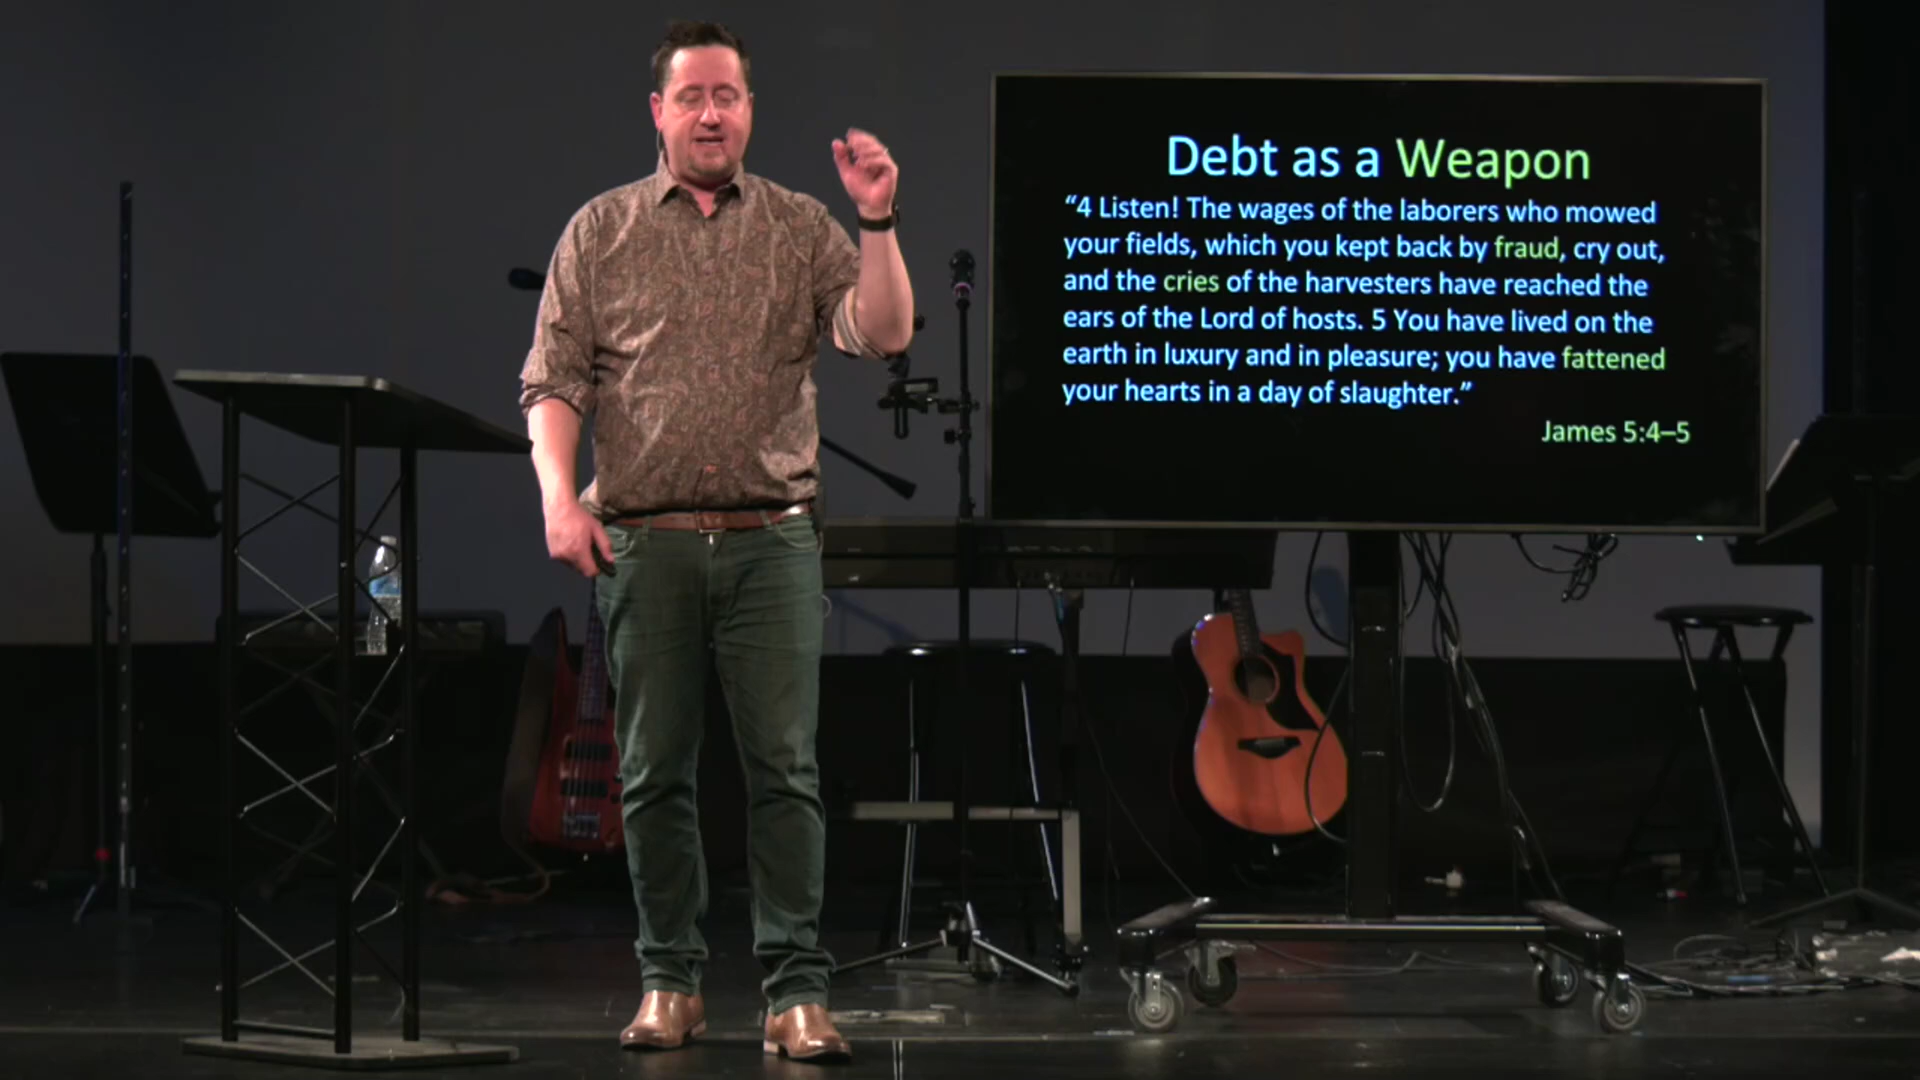 Debt as a Weapon
“4 Listen! The wages of the laborers who mowed
your fields, which you kept back by fraud, cry out,
and the cries of the harvesters have reached the
ears of the Lord of hosts. 5 You have lived on the
earth in luxury and in pleasure; you have fattened
your hearts in a day of slaughter.”
James 5:4–5